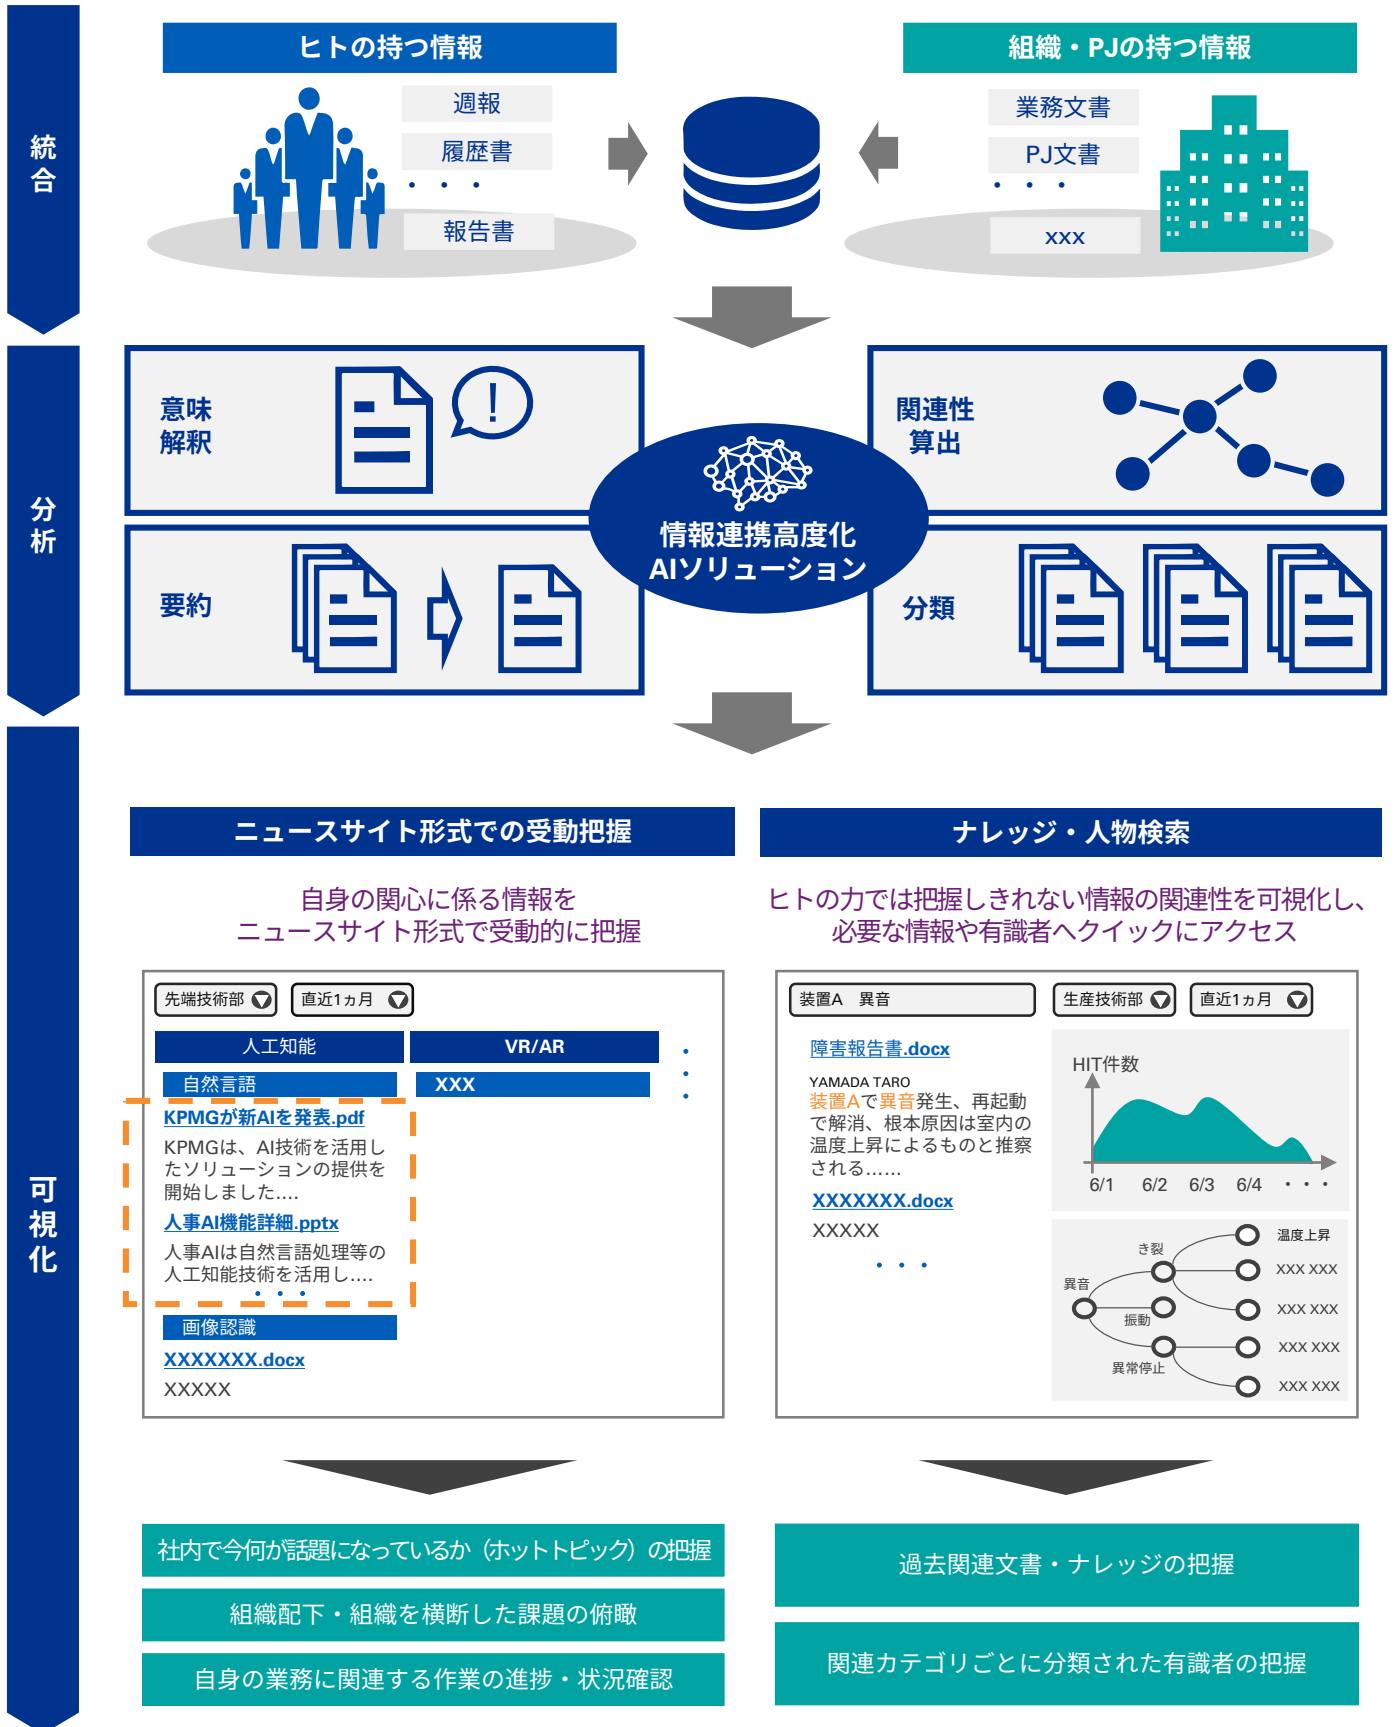 統合
ヒトの持つ情報
週報
履歴書
・・・
報告書
組織・PJの持つ情報
業務文書
PJ文書
・・・
xxx
分析
意味
解釈
!
関連性
算出
情報連携高度化
AIソリューション
要約
分類
可視化
ニュースサイト形式での受動把握
自身の関心に係る情報を
ニュースサイト形式で受動的に把握
先端技術部
直近1ヵ月
人工知能
VR/AR
・・・
自然言語
XXX
KPMGが新AIを発表.pdf
KPMGは、AI技術を活用し
たソリューションの提供を
開始しました....
人事AI機能詳細.pptx
人事AIは自然言語処理等の
人工知能技術を活用し....
・・・
画像認識
XXXXXXX.docx
XXXXX
社内で今何が話題になっているか（ホットトピック）の把握
組織配下・組織を横断した課題の俯瞰
自身の業務に関連する作業の進捗・状況確認
ナレッジ・人物検索
ヒトの力では把握しきれない情報の関連性を可視化し、
必要な情報や有識者へクイックにアクセス
装置A　異音
生産技術部
直近1ヵ月
障害報告書.docx
YAMADA TARO
装置Aで異音発生、再起動
で解消、根本原因は室内の
温度上昇によるものと推察
される......
XXXXXXX.docx
XXXXX
・・・
HIT件数
6/1 6/2 6/3 6/4 ・・・
異音
き裂
振動
異常停止
温度上昇
XXX XXX
XXX XXX
XXX XXX
XXX XXX
過去関連文書・ナレッジの把握
関連カテゴリごとに分類された有識者の把握